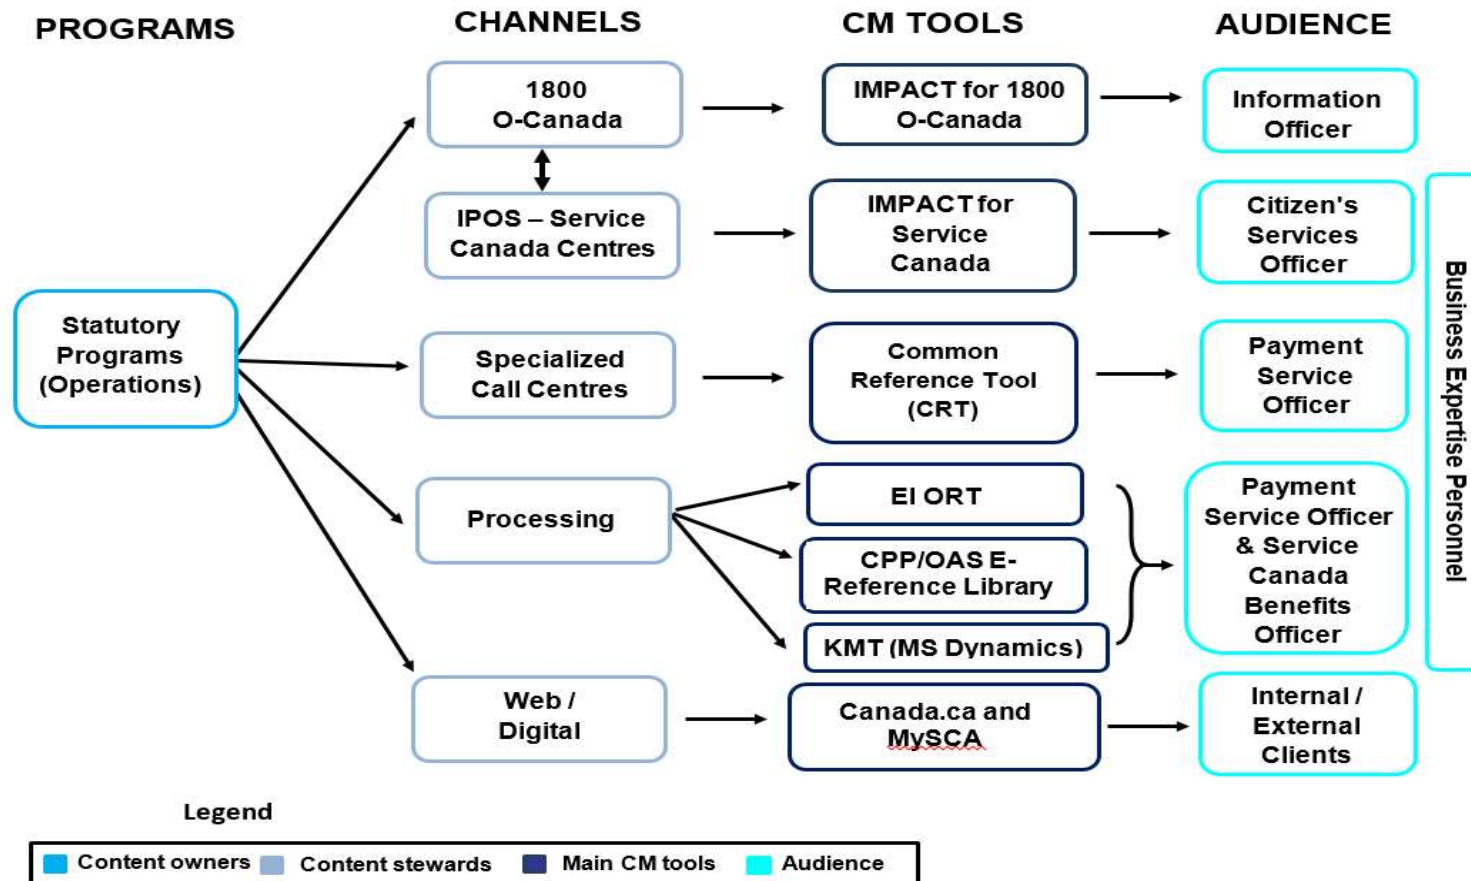 PROGRAMS
CHANNELS
CM TOOLS
AUDIENCE
1800
O-Canada
IMPACT for 1800
O-Canada
Information
Officer
IPOS – Service
Canada Centres
IMPACT for
Service
Canada
Citizen's
Services
Officer
Statutory
Programs
(Operations)
Specialized
Call Centres
Common
Reference Tool
(CRT)
Payment
Service
Officer
Processing
EI ORT
CPP/OAS E-
Reference Library
KMT (MS Dynamics)
Payment
Service Officer
& Service
Canada
Benefits
Officer
Business Expertise Personnel
Web /
Digital
Canada.ca and
MySCA
Internal /
External
Clients
Legend
Content owners
Content stewards
Main CM tools
Audience